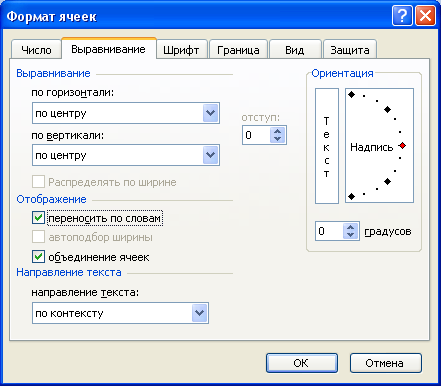 Формат ячеек
Число Выравнивание Шрифт Граница Вид Защита
Выравнивание
по горизонтали:
по центру
отступ:
по вертикали:
0
по центру
Распределять по ширине
Отображение
переносить по словам
автоподбор ширины
объединение ячеек
Направление текста
направление текста:
по контексту
Ориентация
Текст
Надпись
0 градусов
ОК Отмена